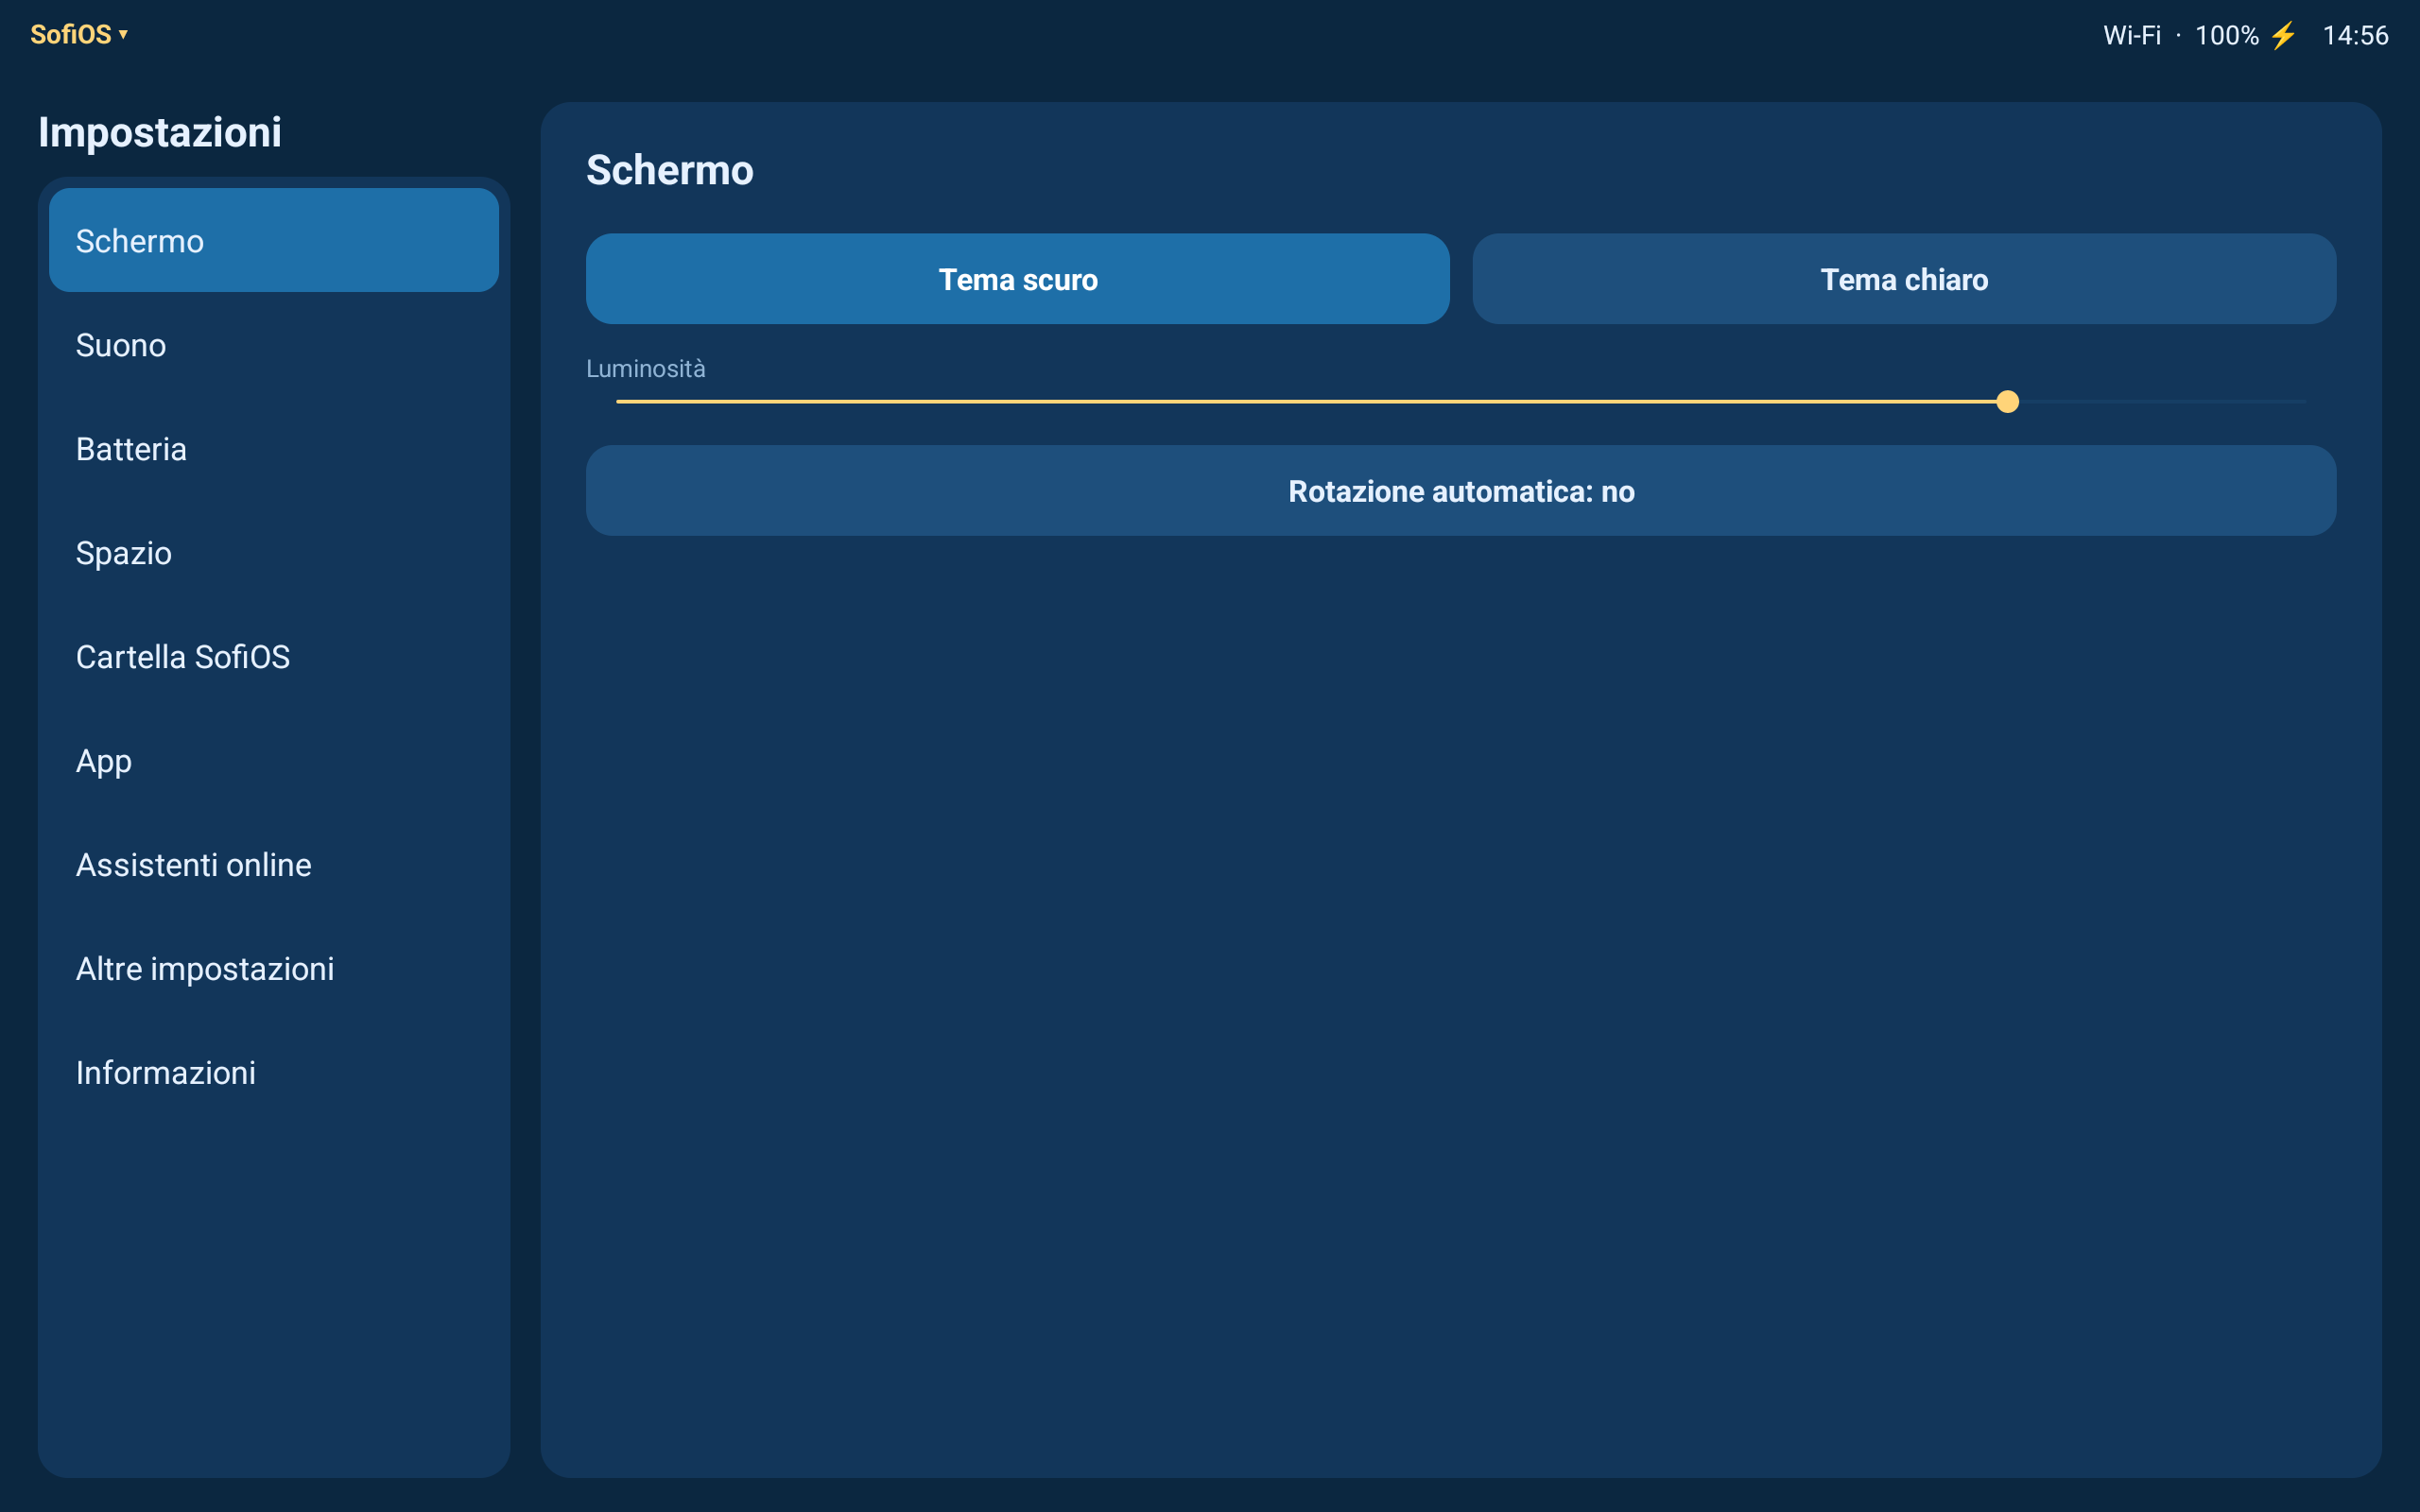 SofiOS ▾
Wi-Fi · 100% ⚡ 14:56
Impostazioni
Schermo
Suono
Batteria
Spazio
Cartella SofiOS
App
Assistenti online
Altre impostazioni
Informazioni
Schermo
Tema scuro
Tema chiaro
Luminosità
Rotazione automatica: no